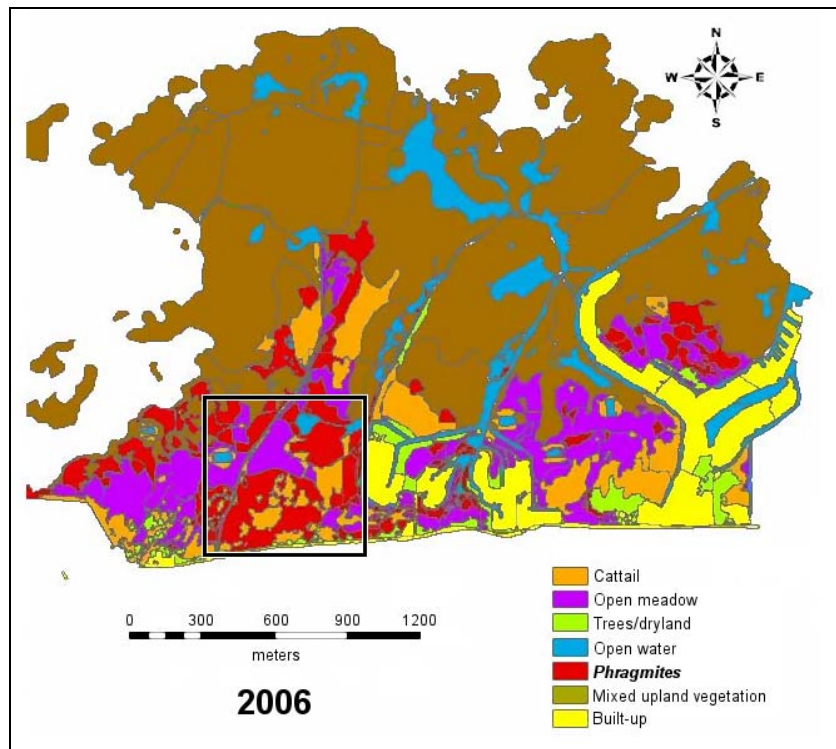 N
W E
S
Cattail
Open meadow
Trees/dryland
Open water
Phragmites
Mixed upland vegetation
Built-up
0 300 600 900 1200
meters
2006